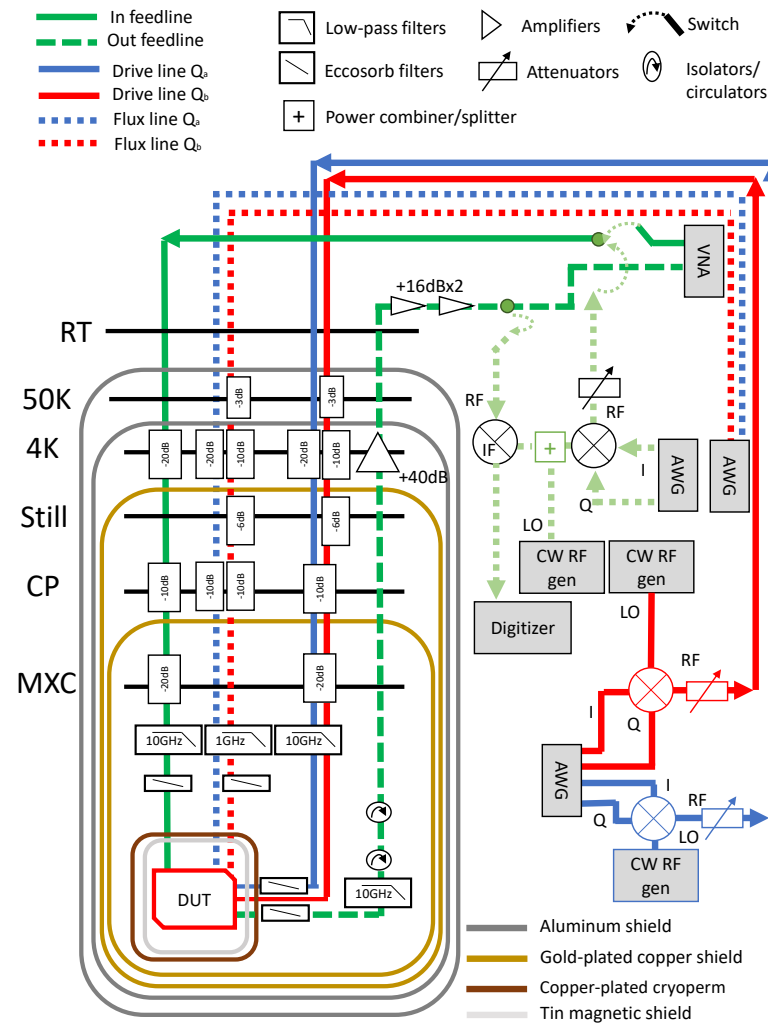 In feedline
Out feedline
Drive line Qa
Drive line Qb
Flux line Qa
Flux line Qb
Low-pass filters
Amplifiers
Switch
Eccosorb filters
Attenuators
Isolators/
circulators
+
Power combiner/splitter
VNA
+16dBx2
RT
50K
-3dB
-3dB
RF
RF
4K
-20dB
-20dB
-10dB
-20dB
-10dB
+40dB
IF
+
I
Q
AWG
AWG
Still
-6dB
-6dB
LO
CW RF
gen
CW RF
gen
CP
-10dB
-10dB
-10dB
-10dB
Digitizer
LO
MXC
-20dB
-20dB
RF
I
Q
10GHz
1GHz
10GHz
AWG
I
Q
RF
LO
CW RF
gen
DUT
10GHz
Aluminum shield
Gold-plated copper shield
Copper-plated cryoperm
Tin magnetic shield